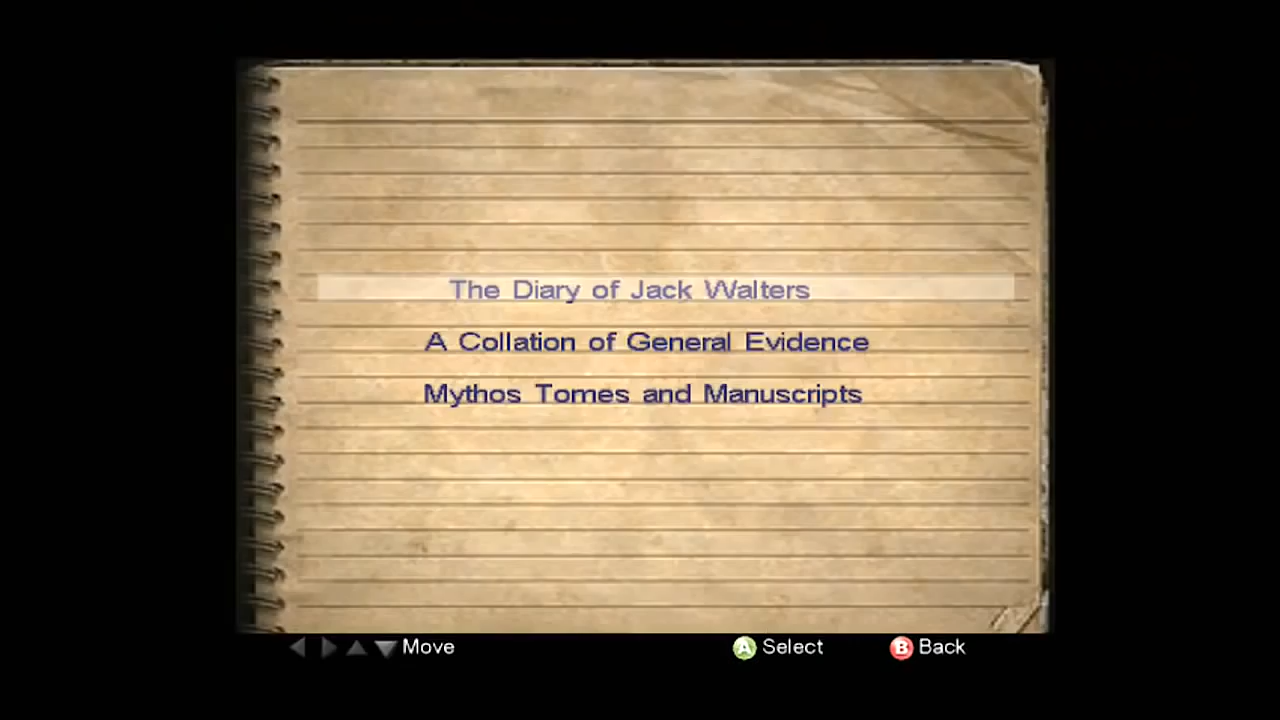 The Diary of Jack Walters
A Collation of General Evidence
Mythos Tomes and Manuscripts
Move A Select B Back